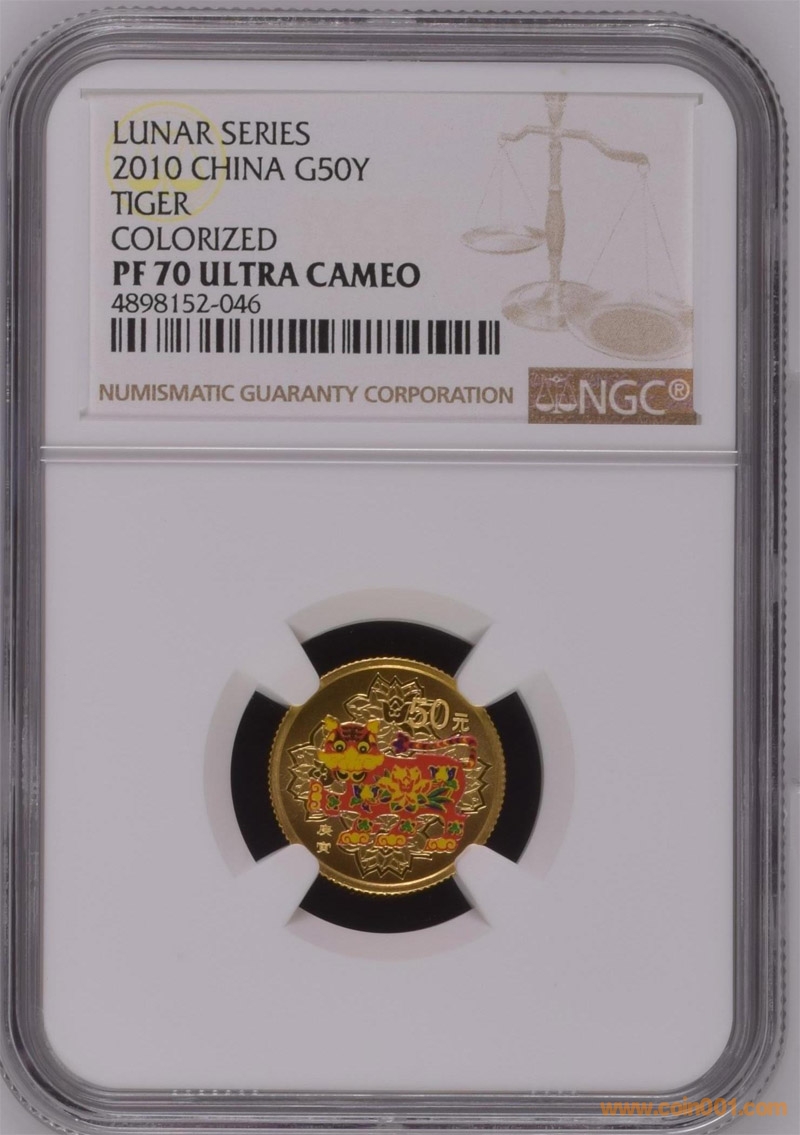 LUNAR SERIES
2010 CHINA G50Y
TIGER
COLORIZED
PF 70 ULTRA CAMEO
4898152-046
NUMISMATIC GUARANTY CORPORATION
NGC®
50元
庚寅
www.coin001.com